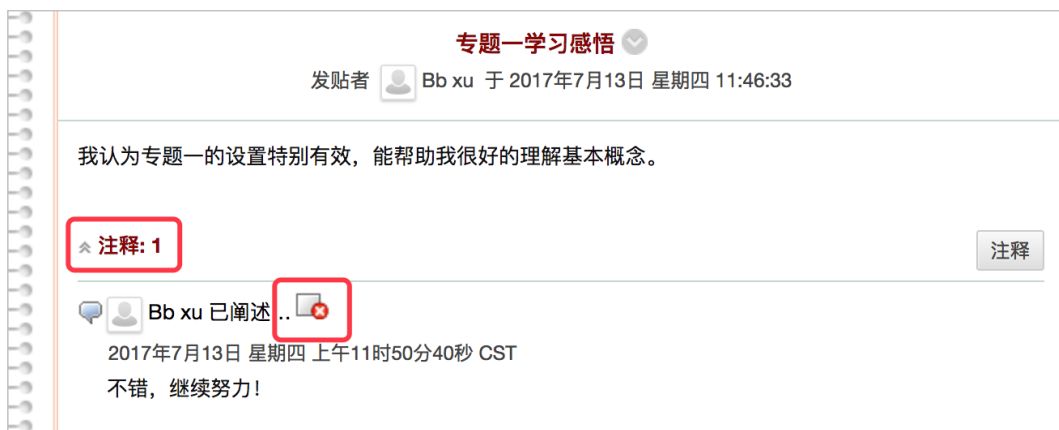 专题一学习感悟
发贴者 Bb xu 于 2017年7月13日 星期四 11:46:33
我认为专题一的设置特别有效，能帮助我很好的理解基本概念。
注释: 1
注释
Bb xu 已阐述 ..
2017年7月13日 星期四 上午11时50分40秒 CST
不错，继续努力！